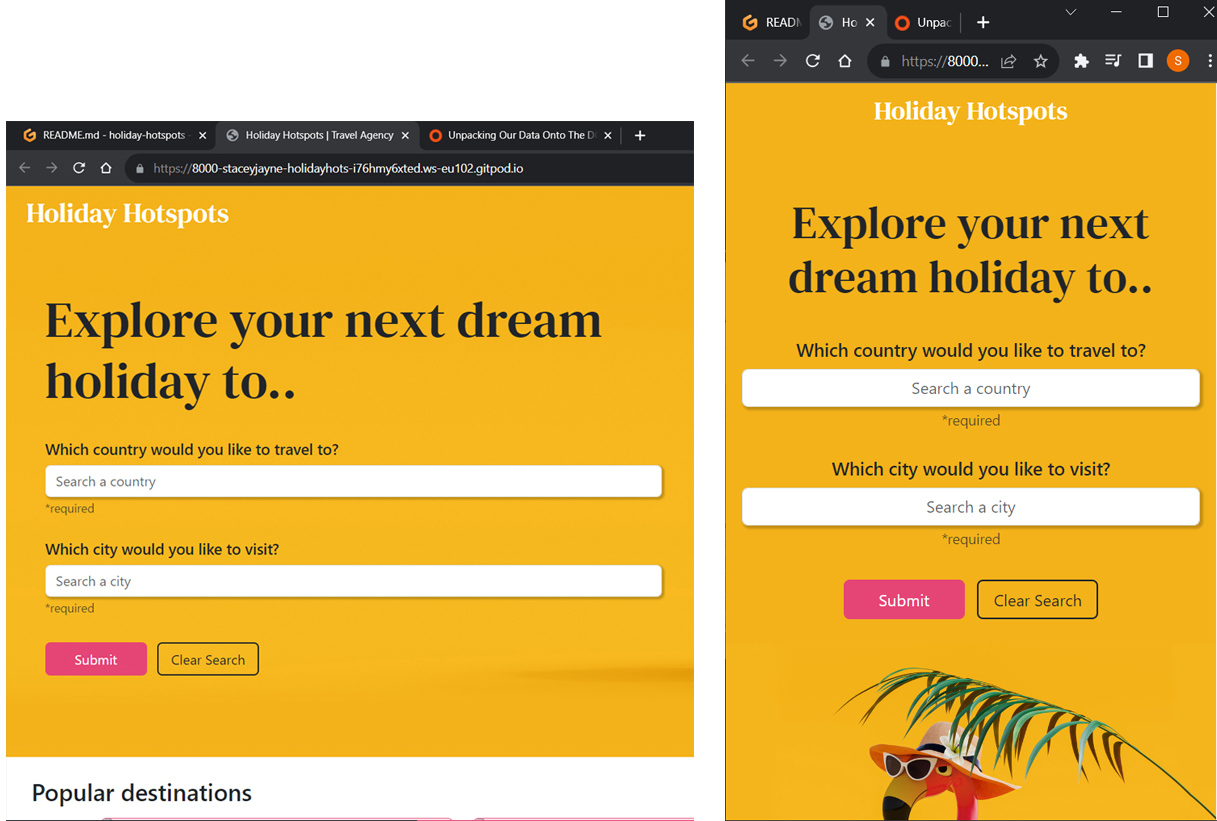 README.md - holiday-hotspots -
Holiday Hotspots | Travel Agency
Unpacking Our Data Onto The D
https://8000-staceyjayne-holidayhots-i76hmy6xted.ws-eu102.gitpod.io
Holiday Hotspots
Explore your next dream
holiday to..
Which country would you like to travel to?
Search a country
*required
Which city would you like to visit?
Search a city
*required
Submit
Clear Search
Popular destinations
READM
Ho
Unpac
https://8000...
S
Holiday Hotspots
Explore your next
dream holiday to..
Which country would you like to travel to?
Search a country
*required
Which city would you like to visit?
Search a city
*required
Submit
Clear Search